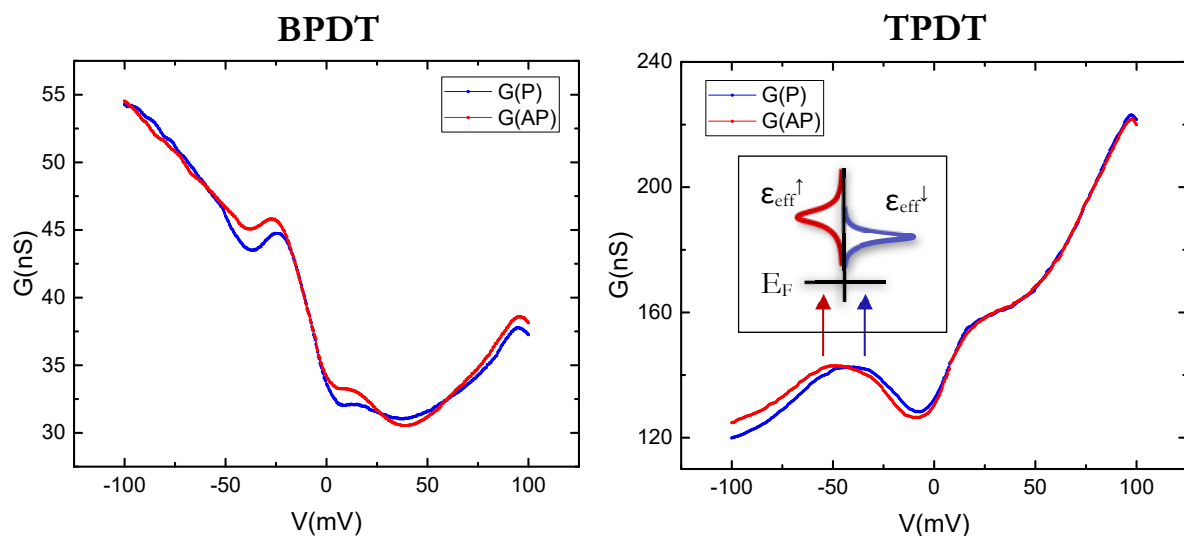 BPDT
G(nS)
55
50
45
40
35
30
-100
-50
0
50
100
V(mV)
G(P)
G(AP)
TPDT
G(nS)
240
200
160
120
-100
-50
0
50
100
V(mV)
G(P)
G(AP)
εeff↑
εeff↓
EF